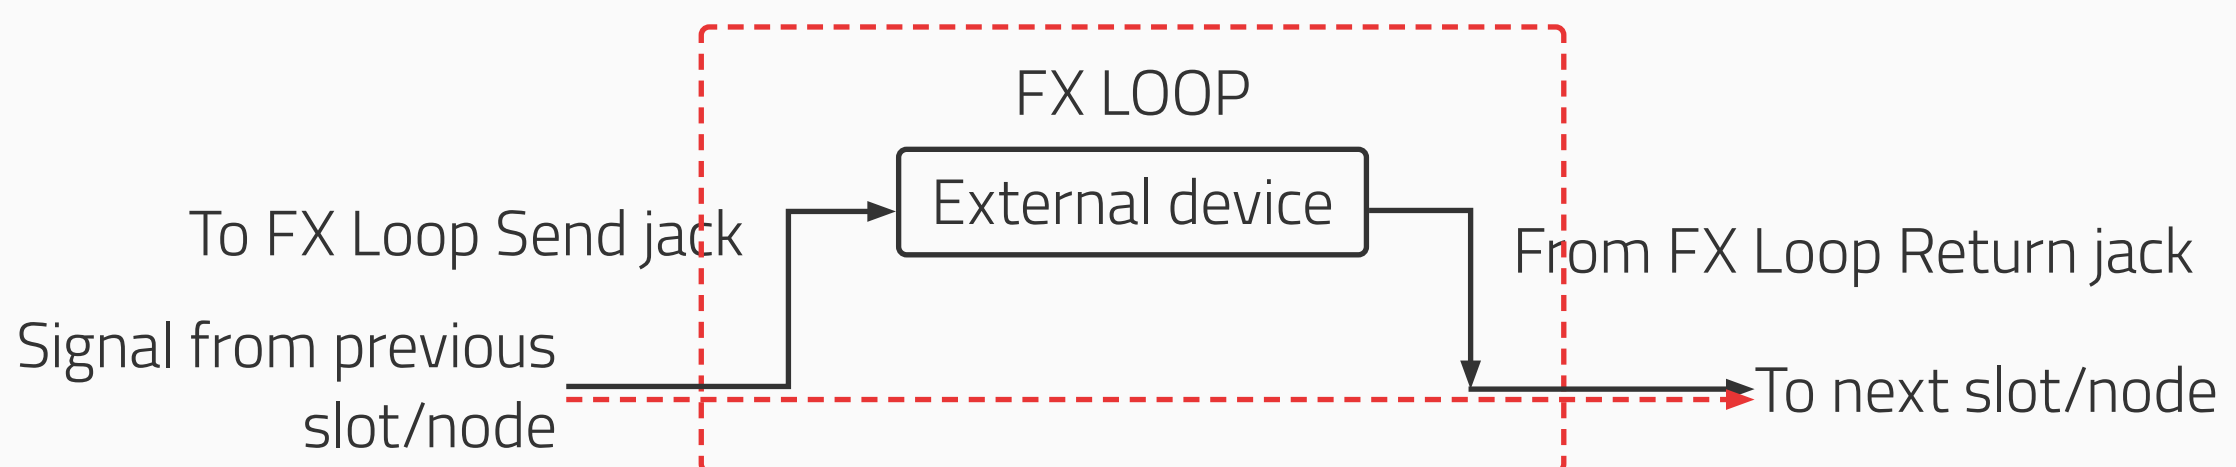 FX LOOP
External device
To FX Loop Send jack
From FX Loop Return jack
Signal from previous
slot/node
To next slot/node